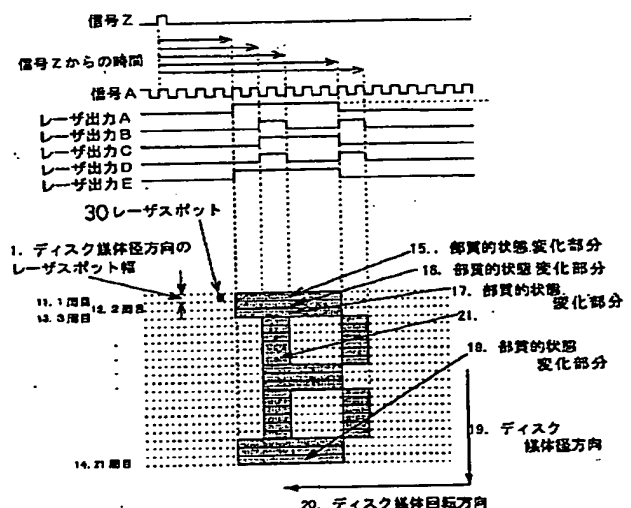 信号Z
信号Zからの時間
信号A
レーザ出力A
レーザ出力B
レーザ出力C
レーザ出力D
レーザ出力E
30 レーザスポット
1. ディスク媒体径方向の
レーザスポット幅
11. 1周目
12. 2周目
13. 3周目
14. 21周目
15. 部質的状態変化部分
16. 部質的状態変化部分
17. 部質的状態
変化部分
21.
18. 部質的状態
変化部分
19. ディスク
媒体径方向
20. ディスク媒体回転方向